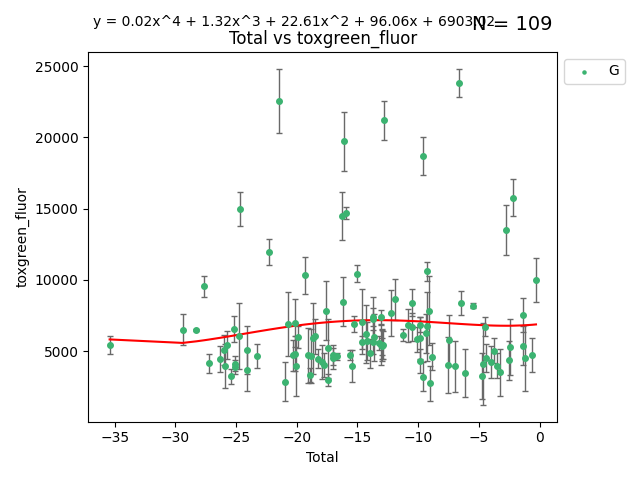 y = 0.02x^4 + 1.32x^3 + 22.61x^2 + 96.06x + 6903.02
N = 109
Total vs toxgreen_fluor
G
25000
20000
15000
10000
5000
toxgreen_fluor
−35 −30 −25 −20 −15 −10 −5 0
Total